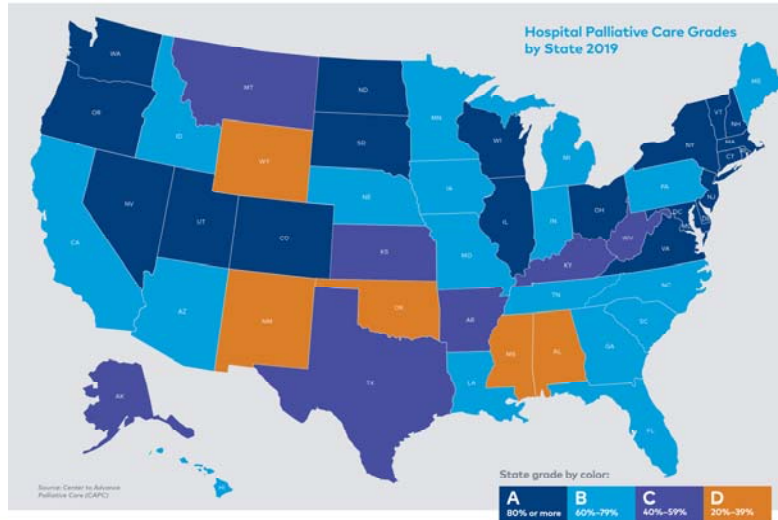 Hospital Palliative Care Grades
by State 2019
WA
MT
ND
MN
ME
VT
NH
OR
ID
SD
WI
MI
NY
MA
CT
WY
NE
IA
PA
NJ
NV
UT
CO
IL
IN
OH
DC
CA
KS
MO
WV
VA
KY
AZ
NM
OK
AR
TN
NC
SC
TX
LA
MS
AL
GA
AK
FL
HI
Source: Center to Advance
Palliative Care (CAPC)
State grade by color:
A B C D
80% or more 60%–79% 40%–59% 20%–39%